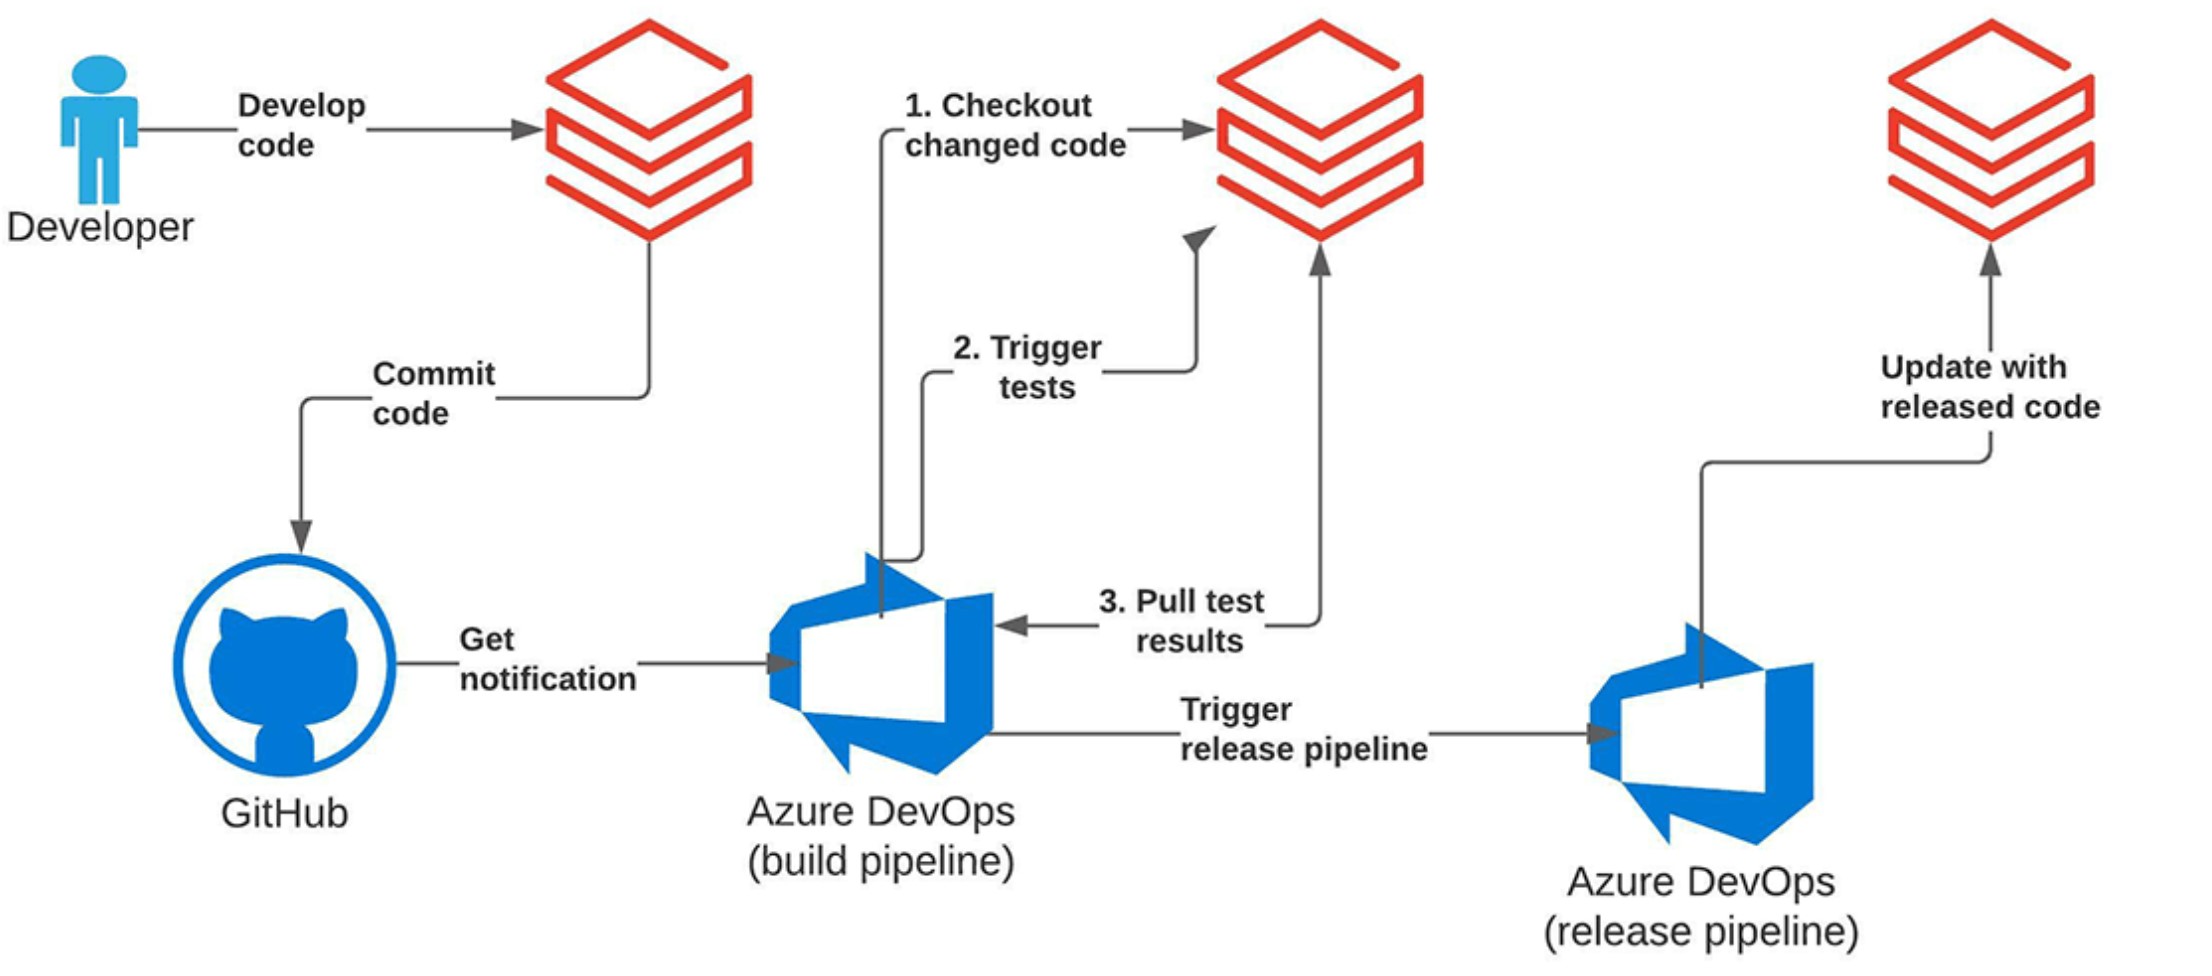 Develop
code
Developer
1. Checkout
changed code
2. Trigger
tests
Commit
code
Update with
released code
3. Pull test
results
Get
notification
Trigger
release pipeline
GitHub
Azure DevOps
(build pipeline)
Azure DevOps
(release pipeline)